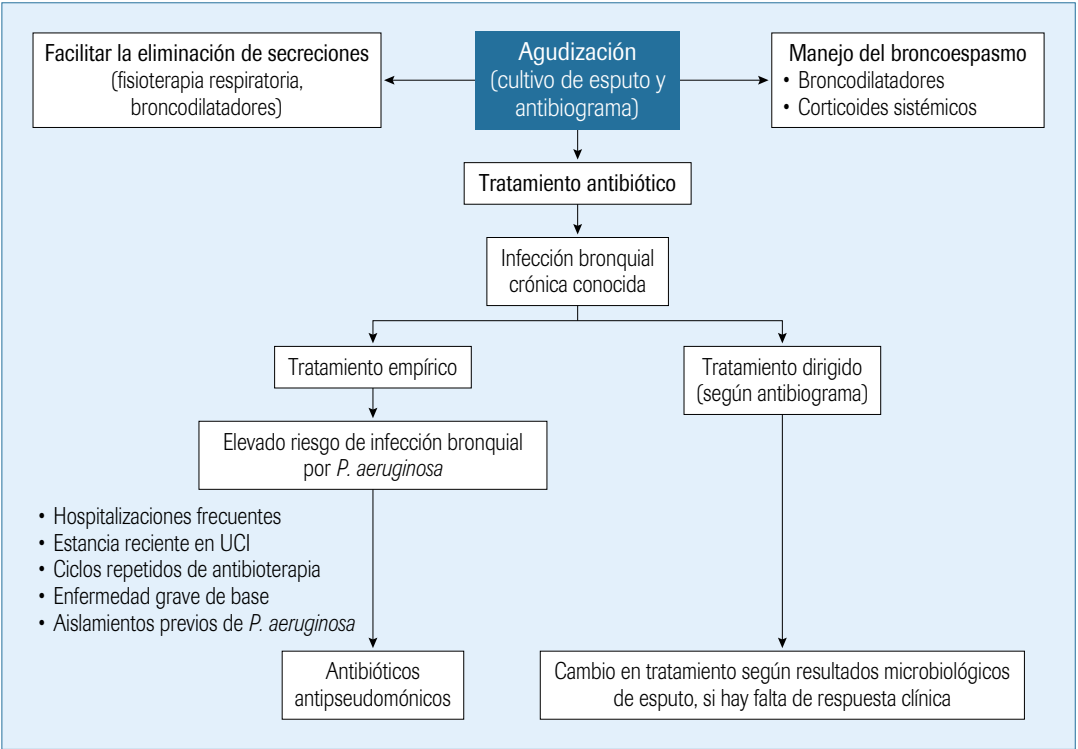 Facilitar la eliminación de secreciones
(fisioterapia respiratoria,
broncodilatadores)
Agudización
(cultivo de esputo y
antibiograma)
Manejo del broncoespasmo
• Broncodilatadores
• Corticoides sistémicos
Tratamiento antibiótico
Infección bronquial
crónica conocida
Tratamiento empírico
Tratamiento dirigido
(según antibiograma)
Elevado riesgo de infección bronquial
por P. aeruginosa
• Hospitalizaciones frecuentes
• Estancia reciente en UCI
• Ciclos repetidos de antibioterapia
• Enfermedad grave de base
• Aislamientos previos de P. aeruginosa
Antibióticos
antipseudomónicos
Cambio en tratamiento según resultados microbiológicos
de esputo, si hay falta de respuesta clínica